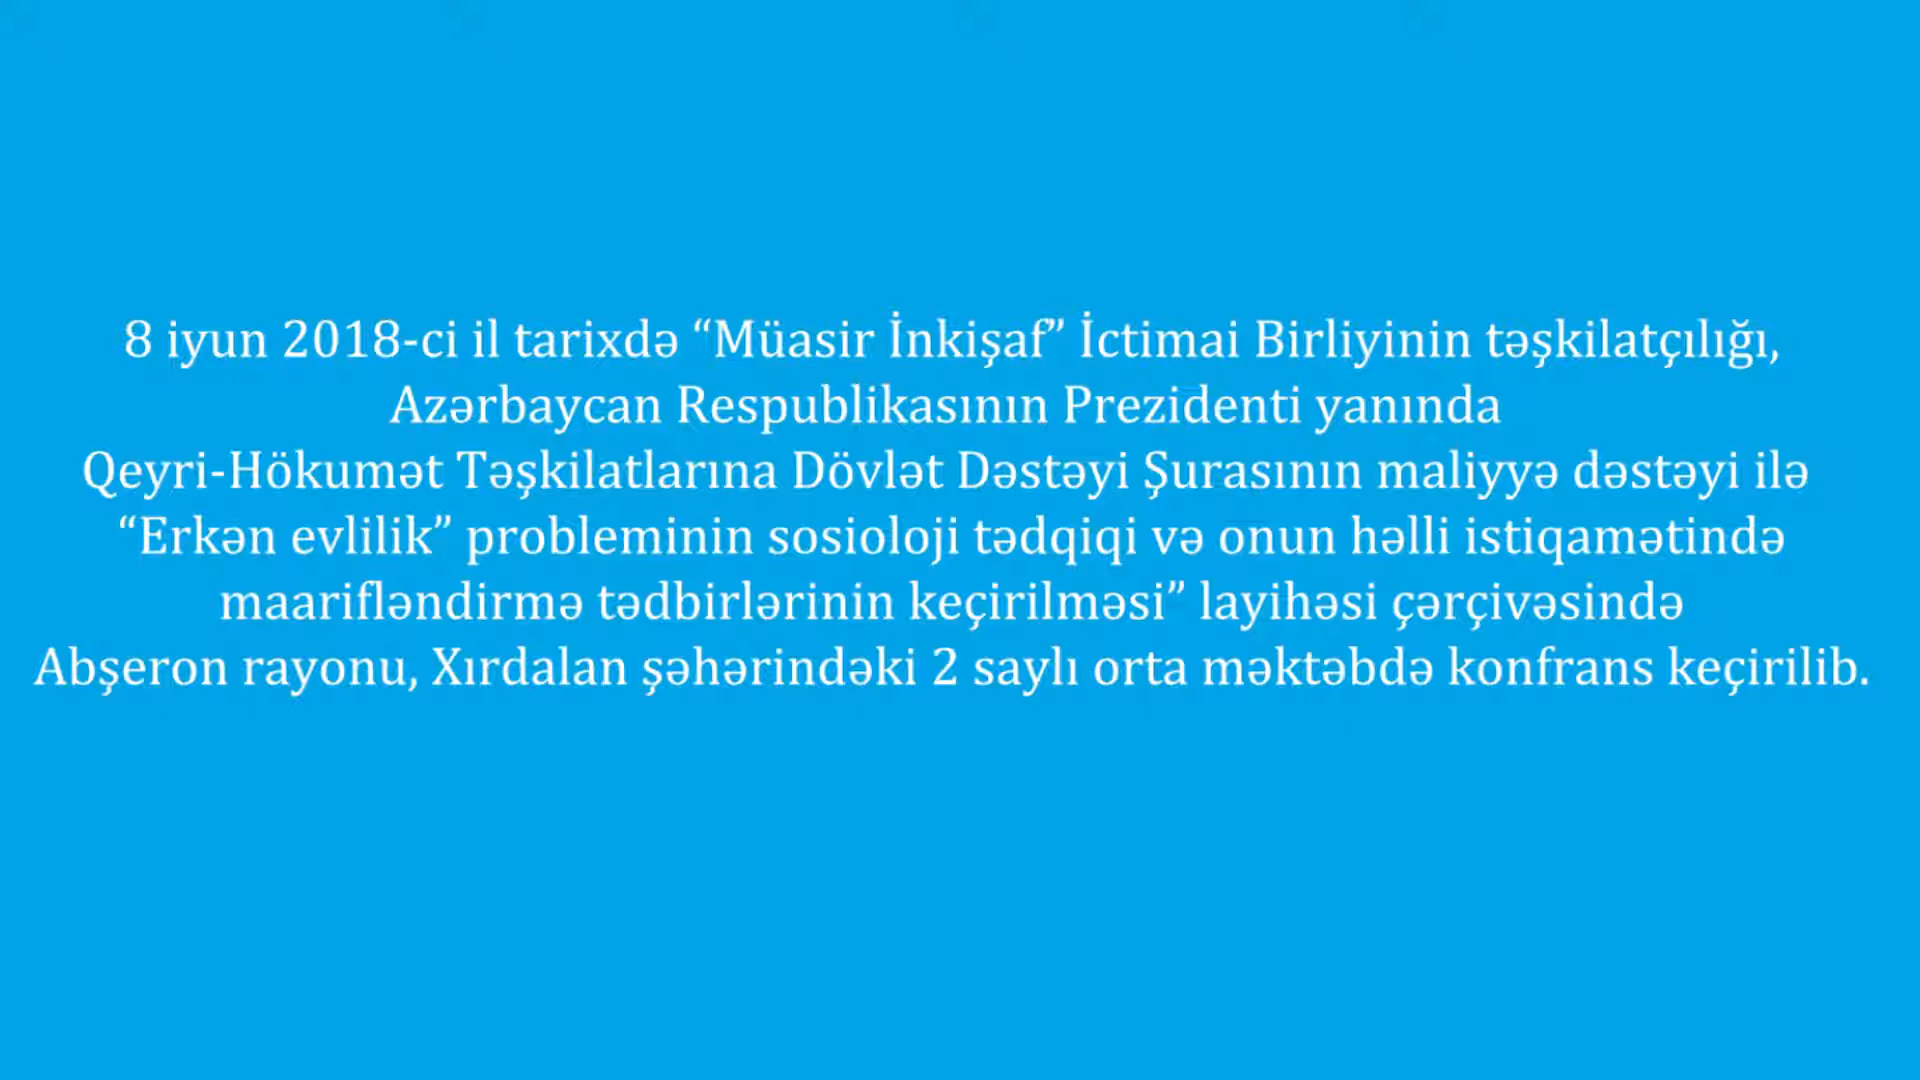 8 iyun 2018-ci il tarixdə “Müasir İnkişaf” İctimai Birliyinin təşkilatçılığı,
Azərbaycan Respublikasının Prezidenti yanında
Qeyri-Hökumət Təşkilatlarına Dövlət Dəstəyi Şurasının maliyyə dəstəyi ilə
“Erkən evlilik” probleminin sosioloji tədqiqi və onun həlli istiqamətində
maarifləndirmə tədbirlərinin keçirilməsi” layihəsi çərçivəsində
Abşeron rayonu, Xırdalan şəhərindəki 2 saylı orta məktəbdə konfrans keçirilib.